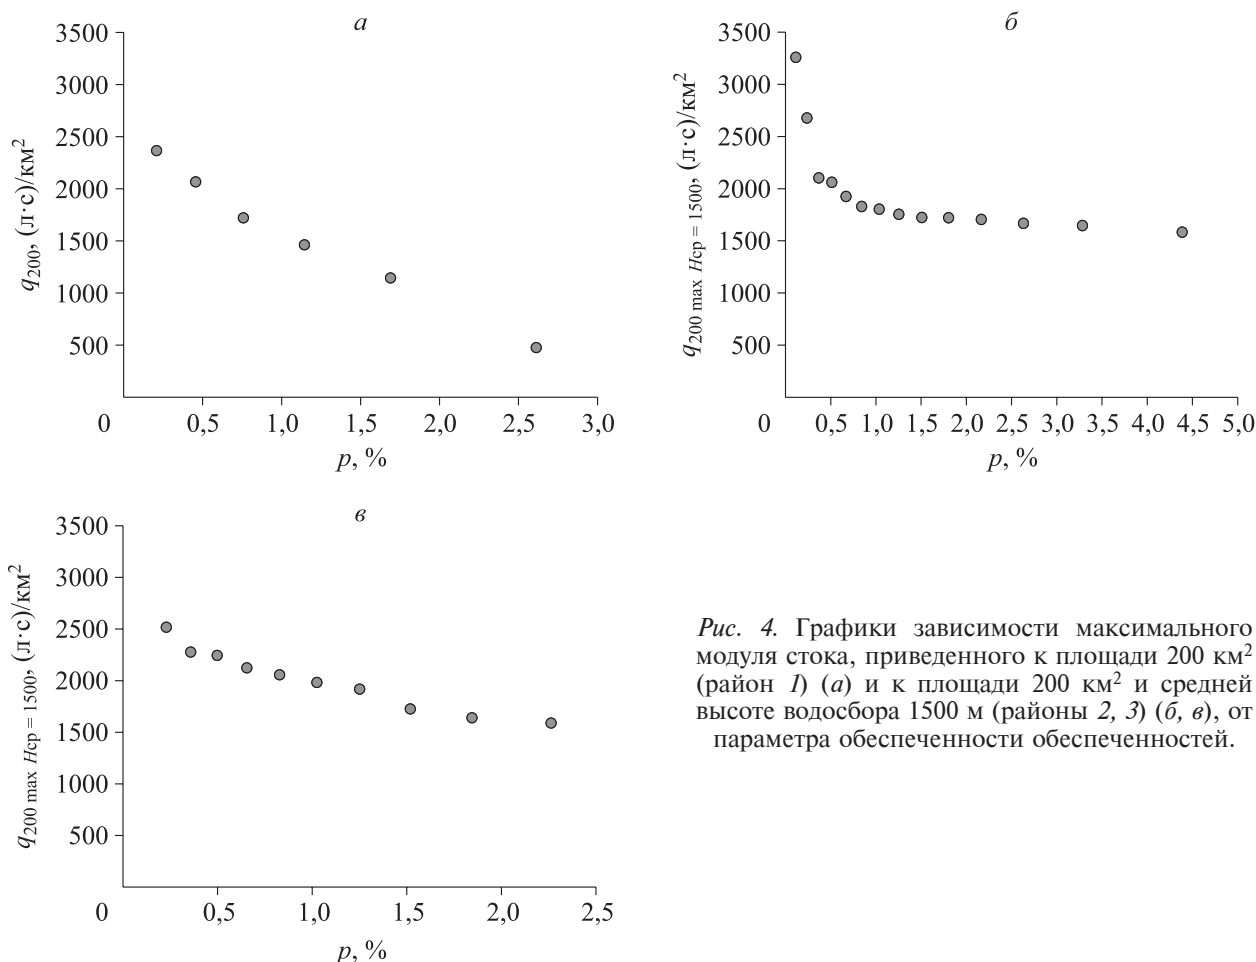 а
3500
3000
2500
2000
1500
1000
500
0
0,5 1,0 1,5 2,0 2,5 3,0
p, %
q200, (л·с)/км²
б
3500
3000
2500
2000
1500
1000
500
0
0,5 1,0 1,5 2,0 2,5 3,0 3,5 4,0 4,5 5,0
p, %
q200 max Hср = 1500, (л·с)/км²
в
3500
3000
2500
2000
1500
1000
500
0
0,5 1,0 1,5 2,0 2,5
p, %
q200 max Hср = 1500, (л·с)/км²
Рис. 4. Графики зависимости максимального
модуля стока, приведенного к площади 200 км²
(район 1) (а) и к площади 200 км² и средней
высоте водосбора 1500 м (районы 2, 3) (б, в), от
параметра обеспеченности обеспеченностей.